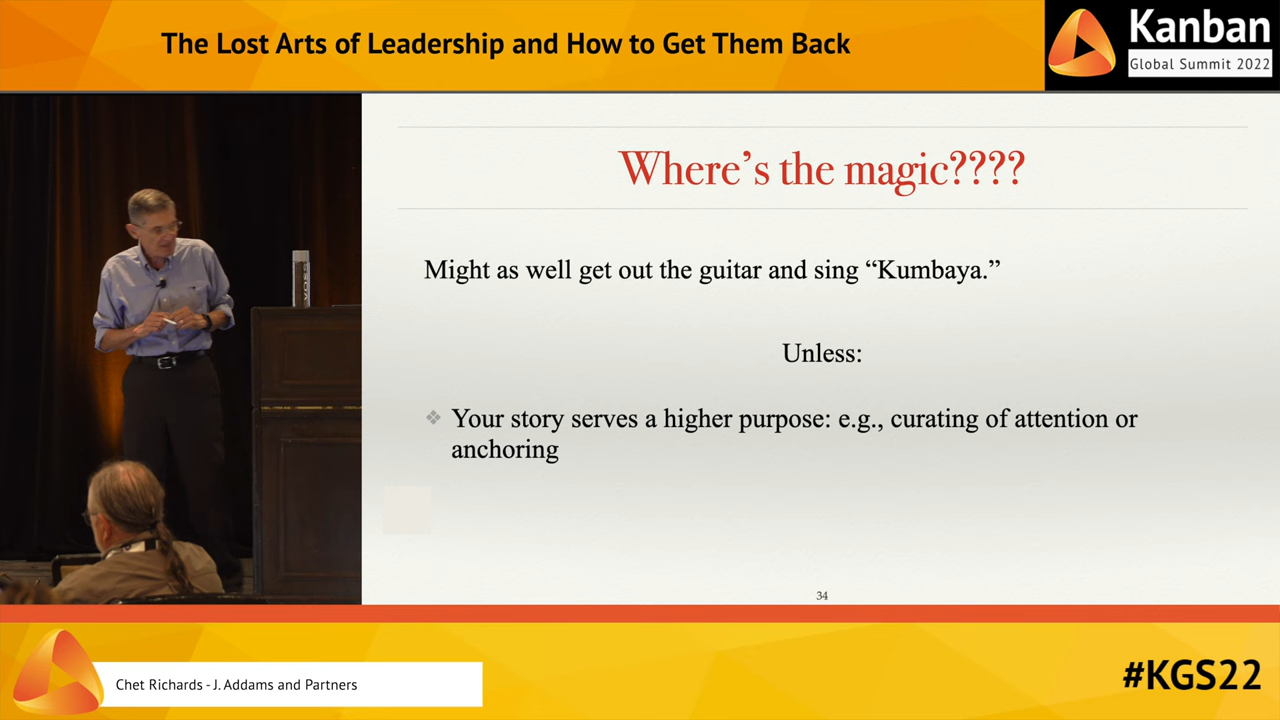 The Lost Arts of Leadership and How to Get Them Back
Kanban
Global Summit 2022
Where’s the magic????
Might as well get out the guitar and sing “Kumbaya.”
Unless:
❖ Your story serves a higher purpose: e.g., curating of attention or
anchoring
34
VOSS
Chet Richards - J. Addams and Partners
#KGS22